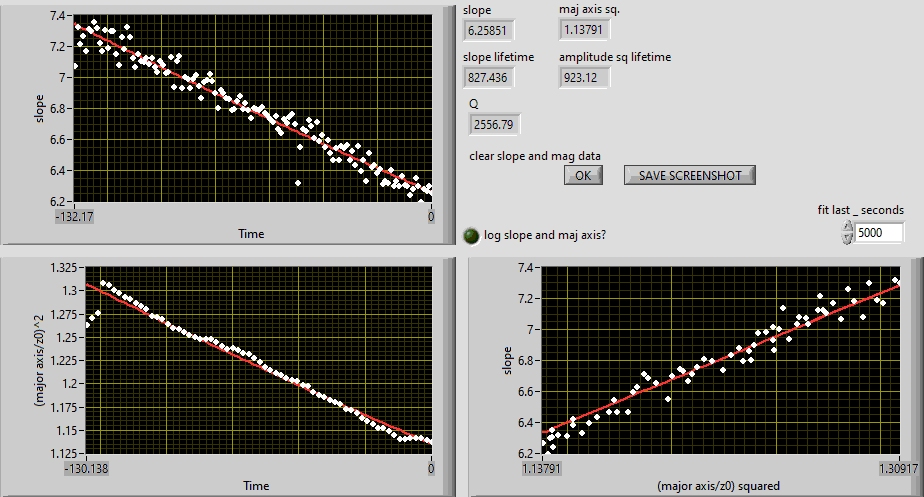 slope
maj axis sq.
6.25851
1.13791
slope lifetime
amplitude sq lifetime
827.436
923.12
Q
2556.79
clear slope and mag data
OK
SAVE SCREENSHOT
fit last _ seconds
log slope and maj axis?
5000
7.4
7.2
7
6.8
6.6
6.4
6.2
slope
-132.17
0
Time
1.325
1.3
1.275
1.25
1.225
1.2
1.175
1.15
1.125
(major axis/z0)^2
-130.138
0
Time
7.4
7.2
7
6.8
6.6
6.4
6.2
slope
1.13791
1.30917
(major axis/z0) squared